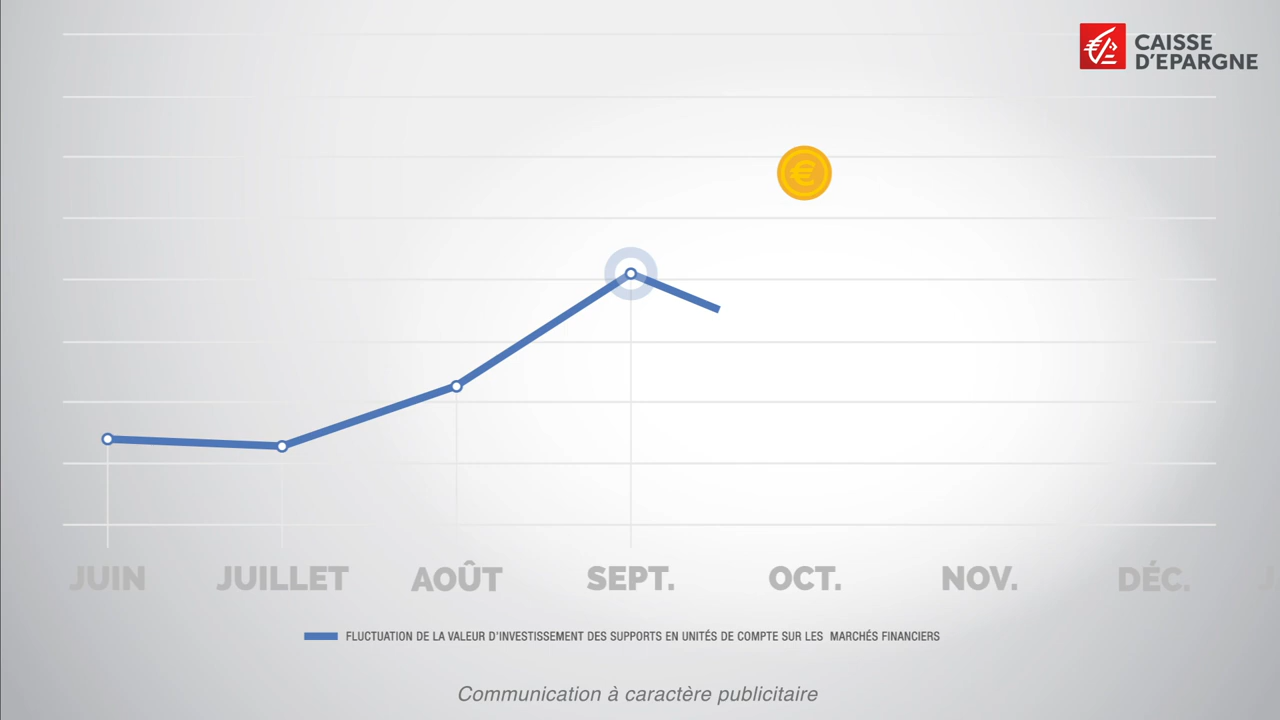 CAISSE
D'EPARGNE
€
JUIN JUILLET AOÛT SEPT. OCT. NOV. DÉC.
FLUCTUATION DE LA VALEUR D'INVESTISSEMENT DES SUPPORTS EN UNITÉS DE COMPTE SUR LES MARCHÉS FINANCIERS
Communication à caractère publicitaire